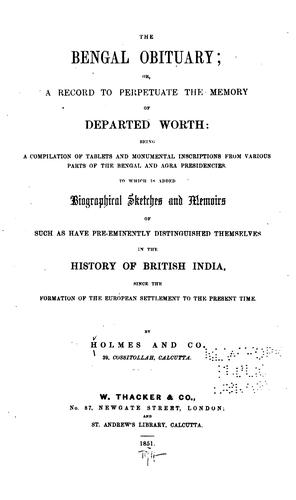 THE
BENGAL OBITUARY;
OR,
A RECORD TO PERPETUATE THE MEMORY
OF
DEPARTED WORTH:
BEING
A COMPILATION OF TABLETS AND MONUMENTAL INSCRIPTIONS FROM VARIOUS
PARTS OF THE BENGAL AND AGRA PRESIDENCIES.
TO WHICH IS ADDED
Biographical Sketches and Memoirs
OF
SUCH AS HAVE PRE-EMINENTLY DISTINGUISHED THEMSELVES
IN THE
HISTORY OF BRITISH INDIA,
SINCE THE
FORMATION OF THE EUROPEAN SETTLEMENT TO THE PRESENT TIME.
BY
HOLMES AND CO.
39, COSSITOLLAH, CALCUTTA.
W. THACKER & CO.,
No. 87, NEWGATE STREET, LONDON;
AND
ST. ANDREW'S LIBRARY, CALCUTTA.
1851.